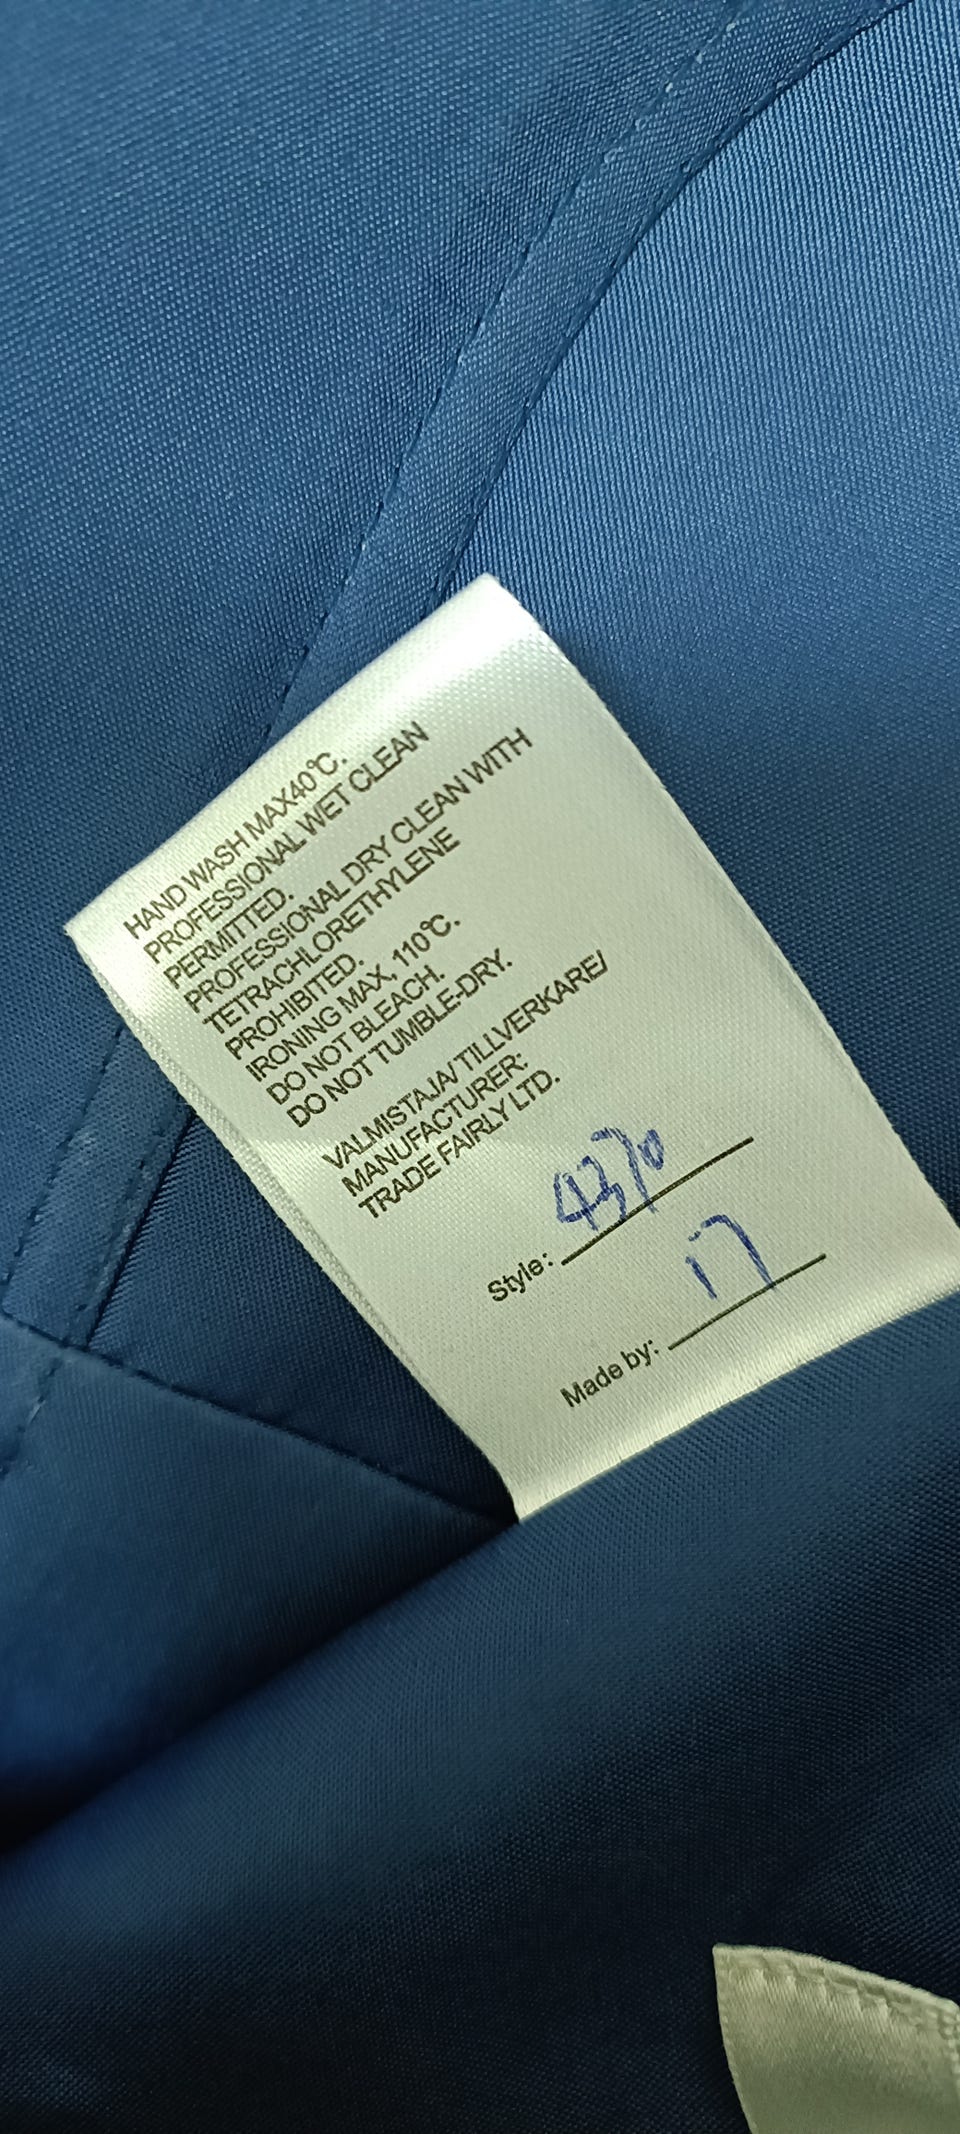 HAND WASH MAX40°C.
PROFESSIONAL WET CLEAN
PERMITTED.
PROFESSIONAL DRY CLEAN WITH
TETRACHLORETHYLENE
PROHIBITED.
IRONING MAX, 110°C.
DO NOT BLEACH.
DO NOT TUMBLE-DRY.
VALMISTAJA/ TILLVERKARE/
MANUFACTURER:
TRADE FAIRLY LTD.
Style: 4370
Made by: 17